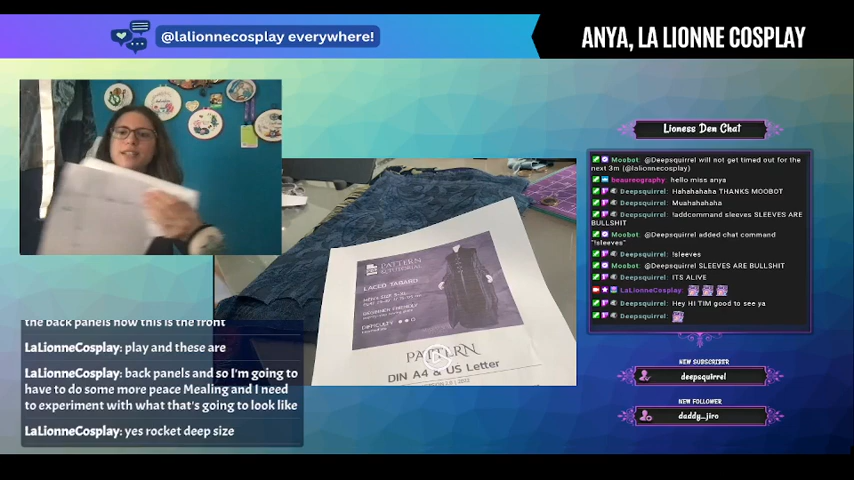 @lalionnecosplay everywhere!
ANYA, LA LIONNE COSPLAY
Lioness Den Chat
Moobot: @Deepsquirrel will not get timed out for the
next 3m (@lalionnecosplay)
beaureography: hello miss anya
Deepsquirrel: Hahahahaha THANKS MOOBOT
Deepsquirrel: Muahahahaha
Deepsquirrel: !addcommand sleeves SLEEVES ARE
BULLSHIT
Moobot: @Deepsquirrel added chat command
"!sleeves"
Deepsquirrel: !sleeves
Moobot: @Deepsquirrel SLEEVES ARE BULLSHIT
Deepsquirrel: ITS ALIVE
LaLionneCosplay:
Deepsquirrel: Hey HI TIM good to see ya
Deepsquirrel:
PATTERN
& TUTORIAL
LACED TABARD
BEGINNER FRIENDLY
DIFFICULTY
PATTERN
DIN A4 & US Letter
the back panels now this is the front
LaLionneCosplay: play and these are
LaLionneCosplay: back panels and so I'm going to
have to do some more peace Mealing and I need
to experiment with what that's going to look like
LaLionneCosplay: yes rocket deep size
NEW SUBSCRIBER
deepsquirrel
NEW FOLLOWER
daddy_jiro